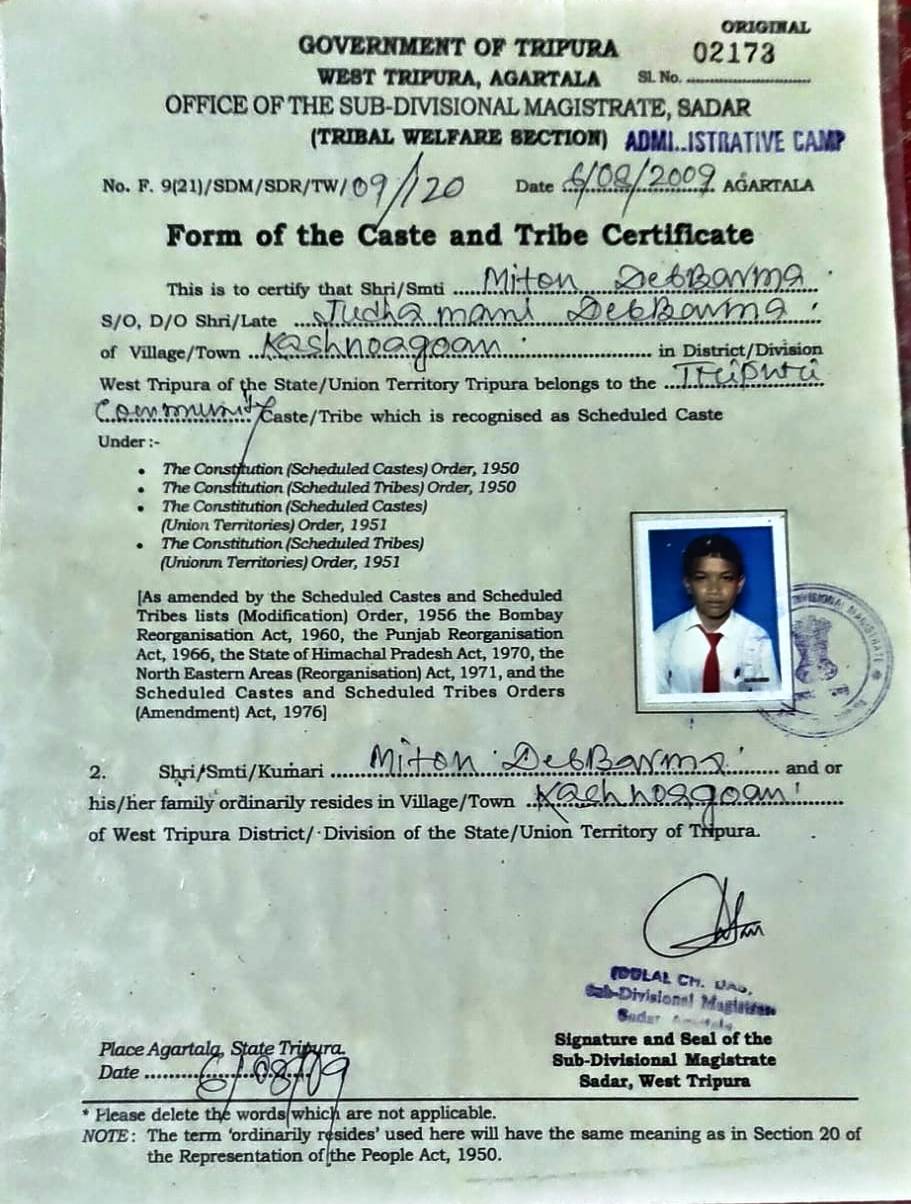 ORIGINAL
GOVERNMENT OF TRIPURA 02173
WEST TRIPURA, AGARTALA Sl. No. ....................
OFFICE OF THE SUB-DIVISIONAL MAGISTRATE, SADAR
(TRIBAL WELFARE SECTION) ADMI..ISTRATIVE CAMP
No. F. 9(21)/SDM/SDR/TW/09/120 Date 6/08/2009 AGARTALA
Form of the Caste and Tribe Certificate
This is to certify that Shri/Smti Miton DebBarma
S/O, D/O Shri/Late Judhamani DebBarma
of Village/Town Kashnoagoan in District/Division
West Tripura of the State/Union Territory Tripura belongs to the Tripuri
Community Caste/Tribe which is recognised as Scheduled Caste
Under :-
• The Constitution (Scheduled Castes) Order, 1950
• The Constitution (Scheduled Tribes) Order, 1950
• The Constitution (Scheduled Castes)
(Union Territories) Order, 1951
• The Constitution (Scheduled Tribes)
(Unionm Territories) Order, 1951
[As amended by the Scheduled Castes and Scheduled
Tribes lists (Modification) Order, 1956 the Bombay
Reorganisation Act, 1960, the Punjab Reorganisation
Act, 1966, the State of Himachal Pradesh Act, 1970, and the
North Eastern Areas (Reorganisation) Act, 1971, and the
Scheduled Castes and Scheduled Tribes Orders
(Amendment) Act, 1976]
DIVISIONAL MAGISTRATE
2. Shri/Smti/Kumari Miton DebBarma and or
his/her family ordinarily resides in Village/Town Kashnoagoan
of West Tripura District/ Division of the State/Union Territory of Tripura.
CH. DAS,
Sub-Divisional Magistrate
Sadar
Signature and Seal of the
Sub-Divisional Magistrate
Sadar, West Tripura
Place Agartala, State Tripura
Date 6/08/09
* Please delete the words which are not applicable.
NOTE : The term 'ordinarily resides' used here will have the same meaning as in Section 20 of
the Representation of the People Act, 1950.